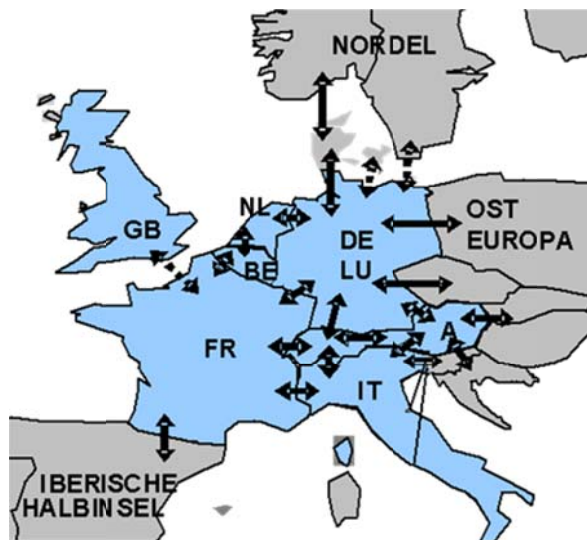 NORDEL
NL
GB
OST
EUROPA
DE
LU
BE
A
FR
IT
IBERISCHE
HALBINSEL